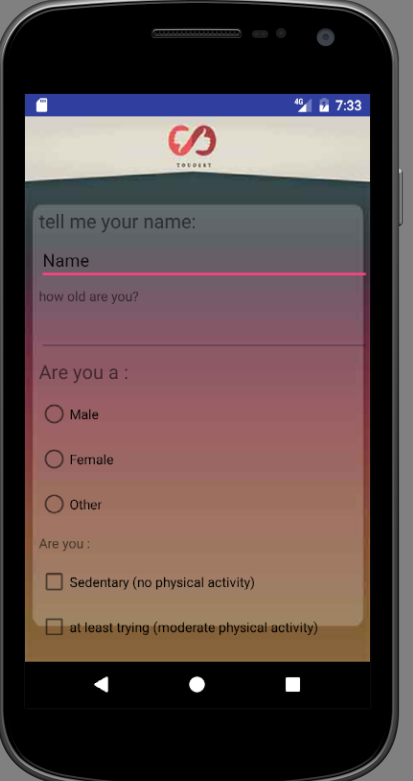 4G 7:33
TOUGEET
tell me your name:
Name
how old are you?
Are you a :
Male
Female
Other
Are you :
Sedentary (no physical activity)
at least trying (moderate physical activity)